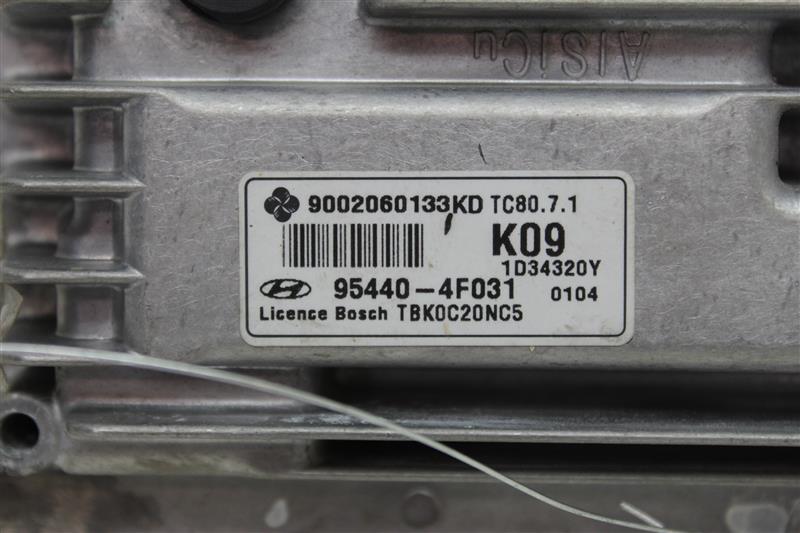 AlSiCu
9002060133KD TC80.7.1
K09
1D34320Y
95440-4F031 0104
Licence Bosch TBK0C20NC5